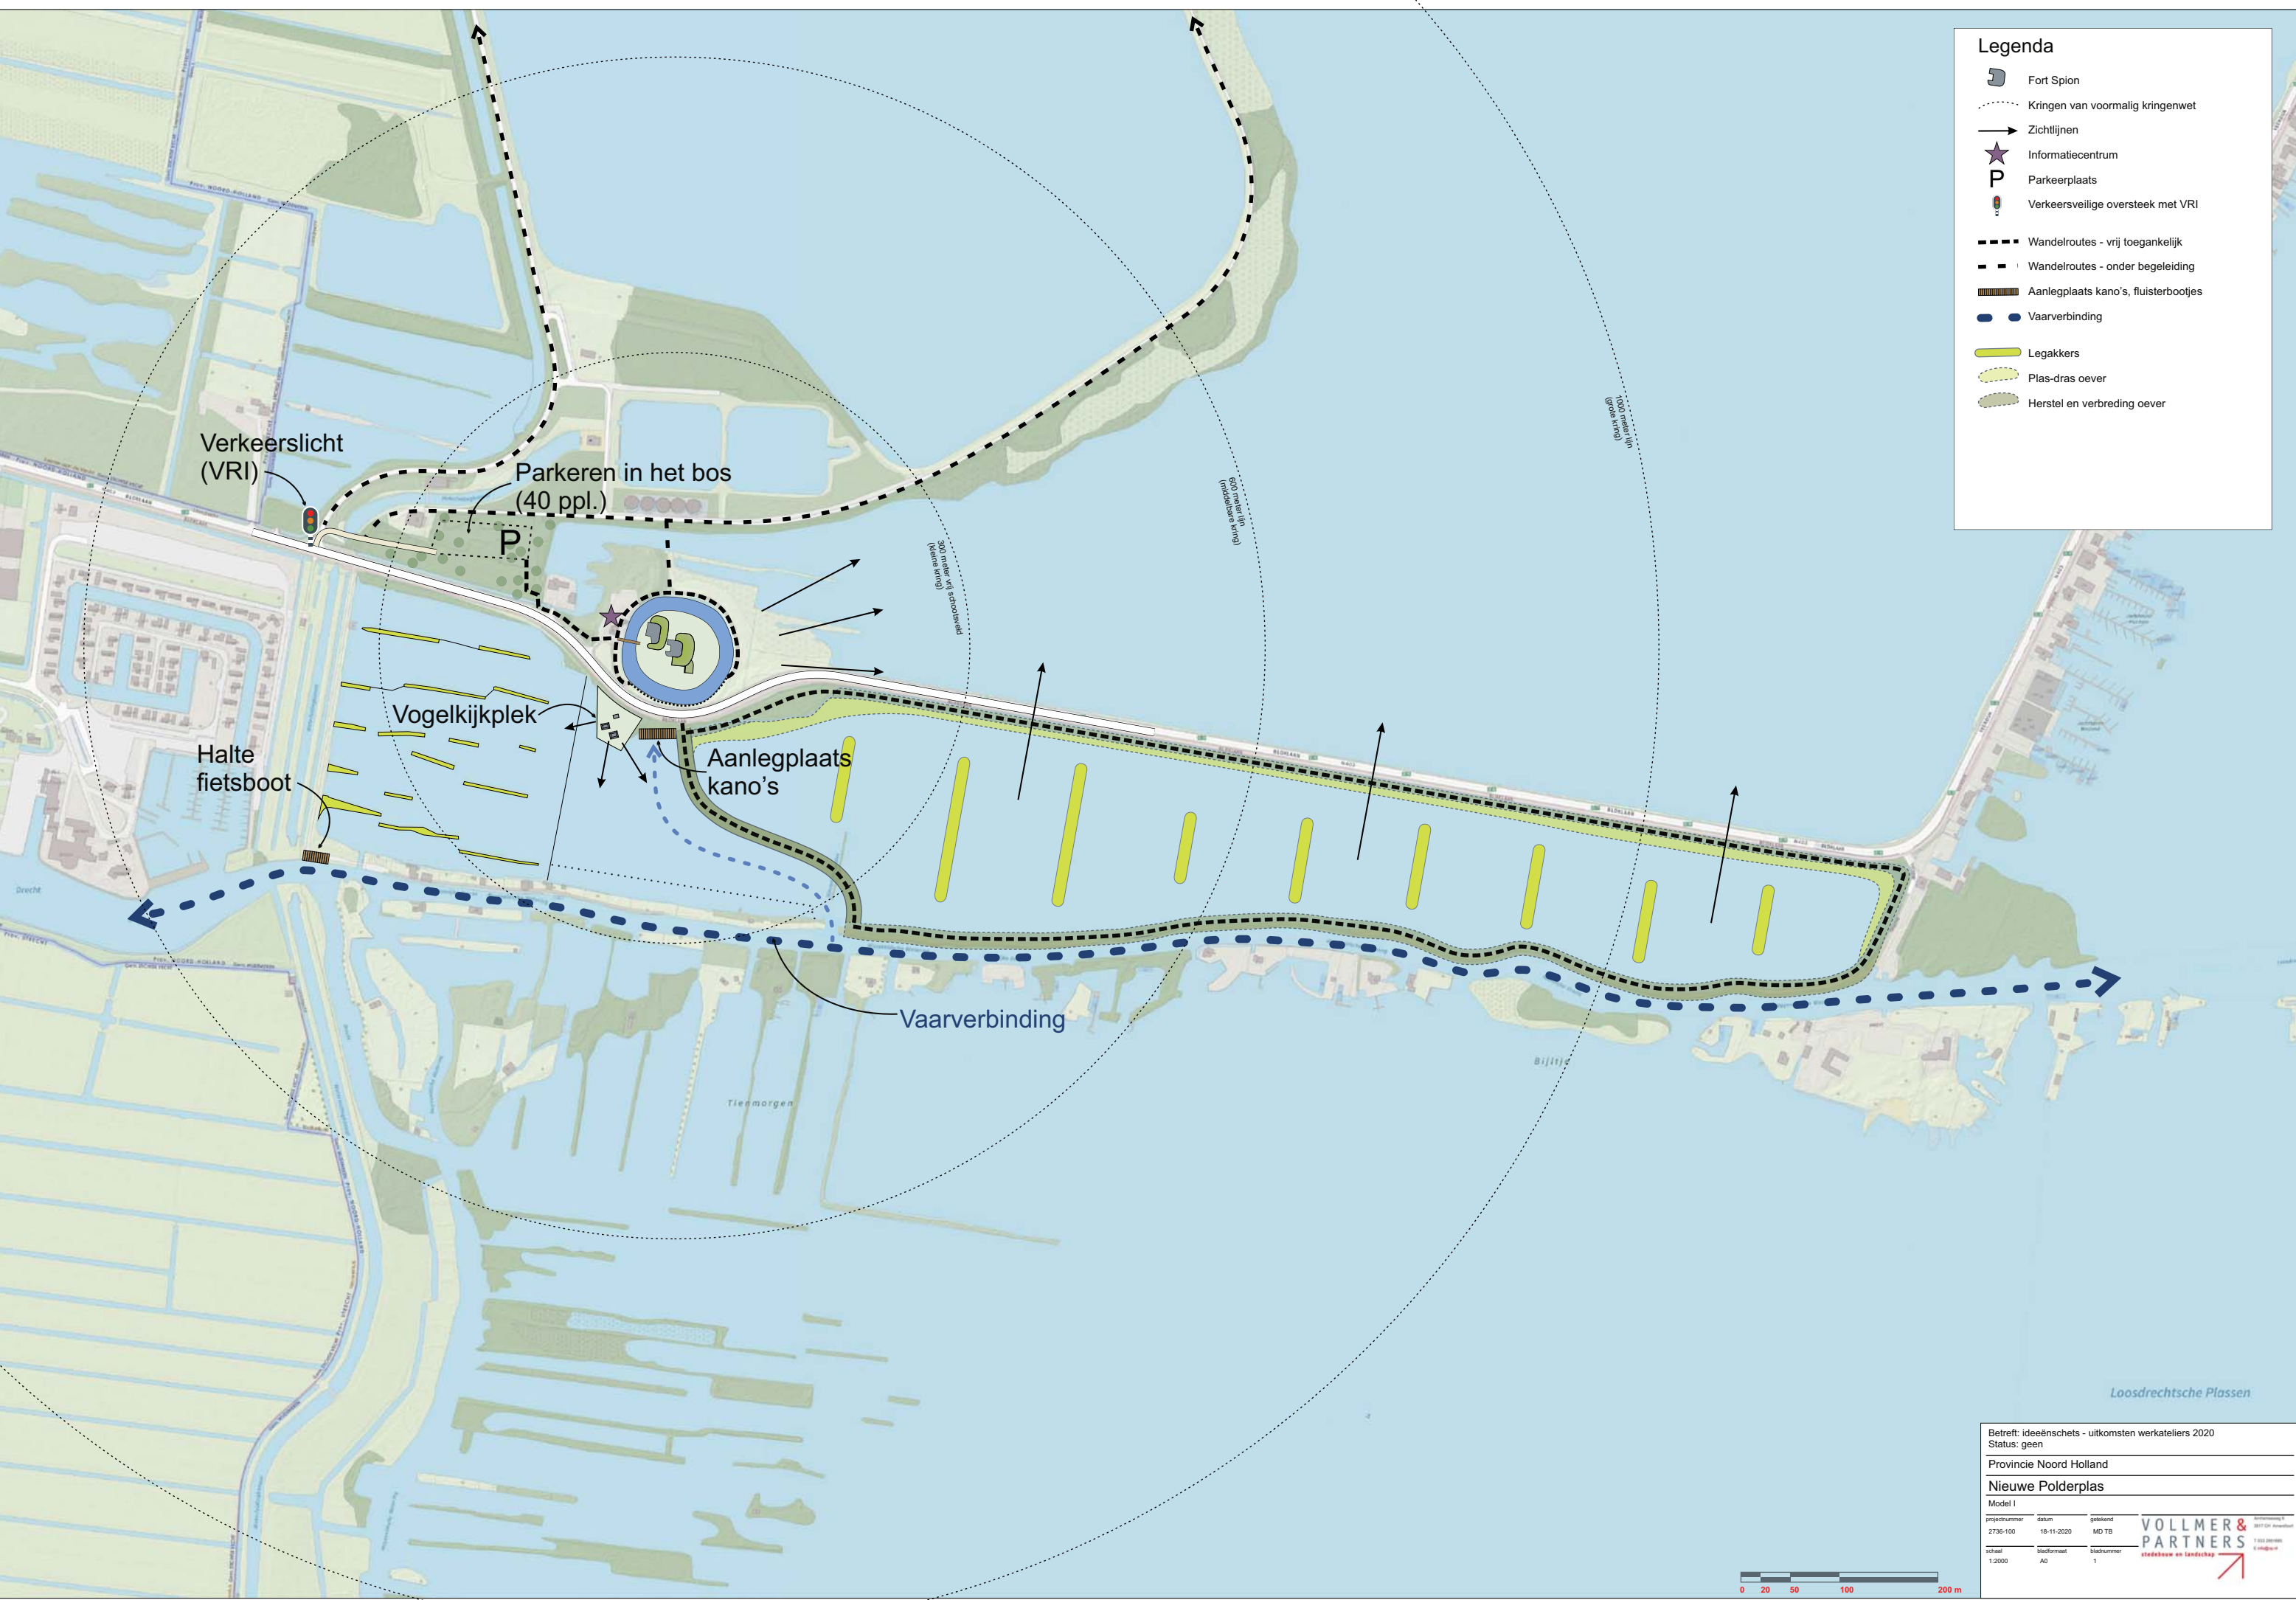 Legenda
Fort Spion
Kringen van voormalig kringenwet
Zichtlijnen
Informatiecentrum
P
Parkeerplaats
Verkeersveilige oversteek met VRI
Wandelroutes - vrij toegankelijk
Wandelroutes - onder begeleiding
Aanlegplaats kano's, fluisterbootjes
Vaarverbinding
Legakkers
Plas-dras oever
Herstel en verbreding oever
Verkeerslicht
(VRI)
Parkeren in het bos
(40 ppl.)
P
1000 meter lijn
(grote kring)
600 meter lijn
(middelbare kring)
300 meter vrij schootsveld
(kleine kring)
Vogelkijkplek
Halte
fietsboot
Aanlegplaats
kano's
Vaarverbinding
Drecht
Tienmorgen
Bijltje
Loosdrechtsche Plassen
Betreft: ideeënschets - uitkomsten werkateliers 2020
Status: geen
Provincie Noord Holland
Nieuwe Polderplas
Model I
projectnummer datum getekend
2736-100 18-11-2020 MD TB
schaal bladformaat bladnummer
1:2000 A0 1
VOLLMER &
PARTNERS
stedebouw en landschap
0 20 50 100 200 m